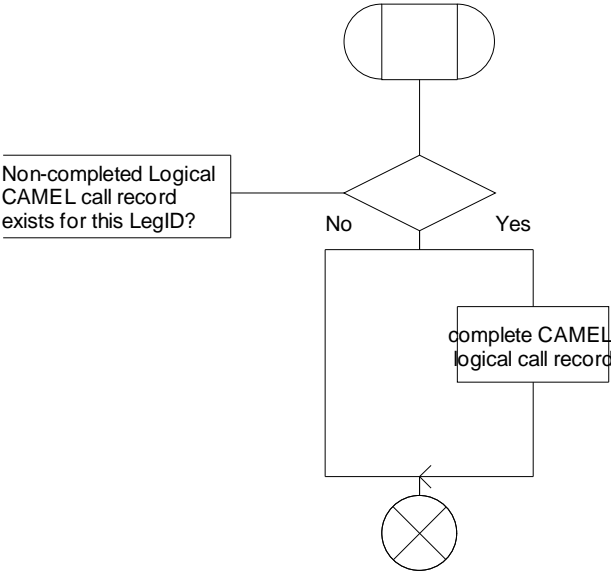 Non-completed Logical
CAMEL call record
exists for this LegID?
No
Yes
complete CAMEL
logical call record